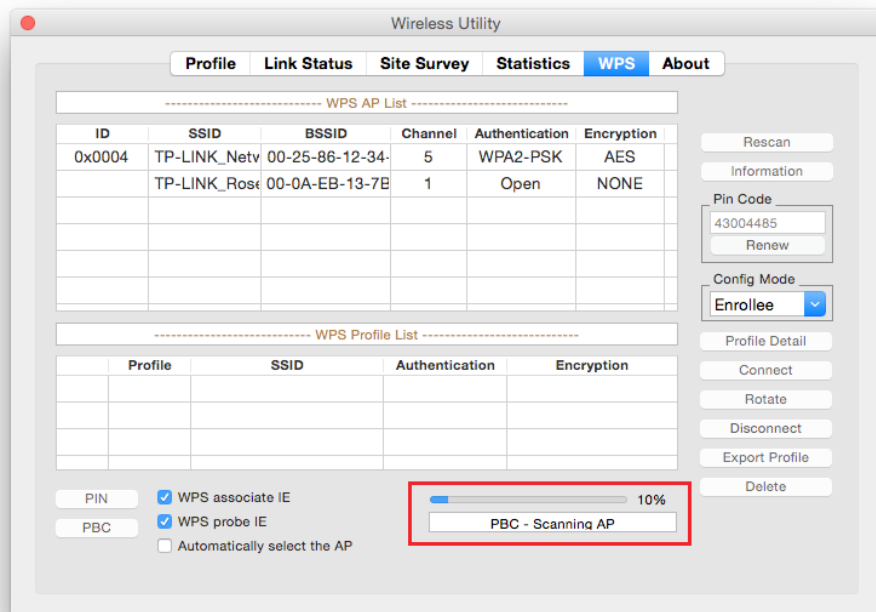 Wireless Utility
Profile Link Status Site Survey Statistics WPS About
---------------------------- WPS AP List ----------------------------
ID SSID BSSID Channel Authentication Encryption
0x0004 TP-LINK_Netw 00-25-86-12-34- 5 WPA2-PSK AES
TP-LINK_Rose 00-0A-EB-13-7B 1 Open NONE
Rescan
Information
Pin Code
43004485
Renew
Config Mode
Enrollee
---------------------------- WPS Profile List ----------------------------
Profile SSID Authentication Encryption
Profile Detail
Connect
Rotate
Disconnect
Export Profile
Delete
PIN
PBC
WPS associate IE
WPS probe IE
Automatically select the AP
10%
PBC - Scanning AP